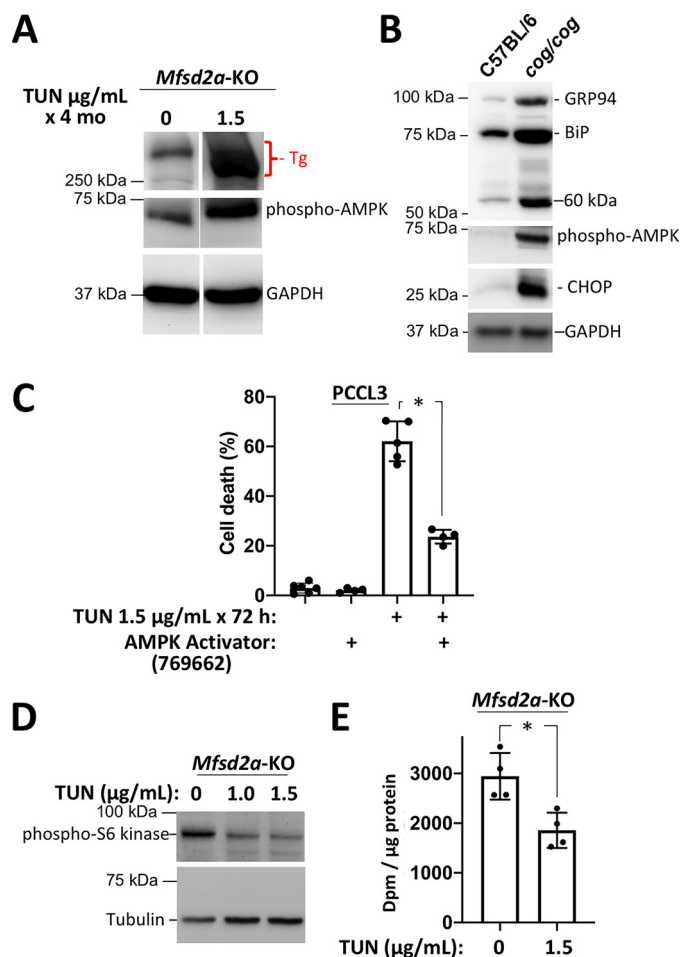 A
Mfsd2a-KO
TUN µg/mL
x 4 mo
0 1.5
- Tg
250 kDa
75 kDa
phospho-AMPK
37 kDa
GAPDH
B
C57BL/6
cog/cog
100 kDa
- GRP94
75 kDa
BiP
60 kDa
50 kDa
75 kDa
phospho-AMPK
- CHOP
25 kDa
37 kDa
GAPDH
C
PCCL3
*
Cell death (%)
80
60
40
20
0
TUN 1.5 µg/mL x 72 h: + +
AMPK Activator: + +
(769662)
D
Mfsd2a-KO
TUN (µg/mL): 0 1.0 1.5
100 kDa
phospho-S6 kinase
75 kDa
Tubulin
E
Mfsd2a-KO
*
Dpm / µg protein
3000
2000
1000
0
TUN (µg/mL): 0 1.5